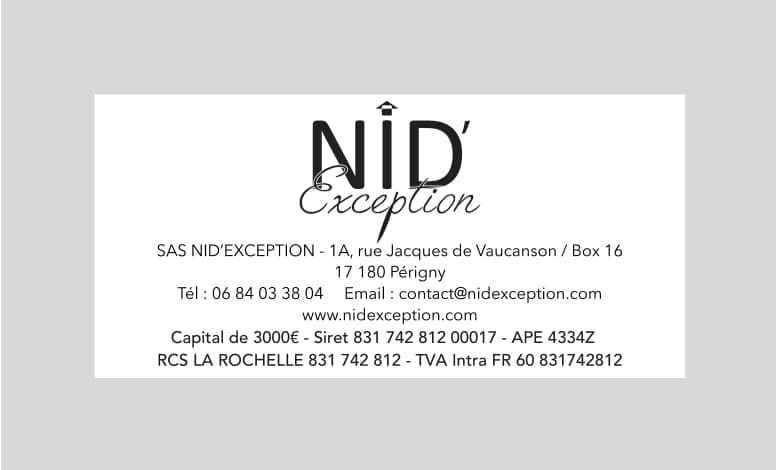 NiD'
Exception
SAS NID'EXCEPTION - 1A, rue Jacques de Vaucanson / Box 16
17 180 Périgny
Tél : 06 84 03 38 04 Email : contact@nidexception.com
www.nidexception.com
Capital de 3000€ - Siret 831 742 812 00017 - APE 4334Z
RCS LA ROCHELLE 831 742 812 - TVA Intra FR 60 831742812